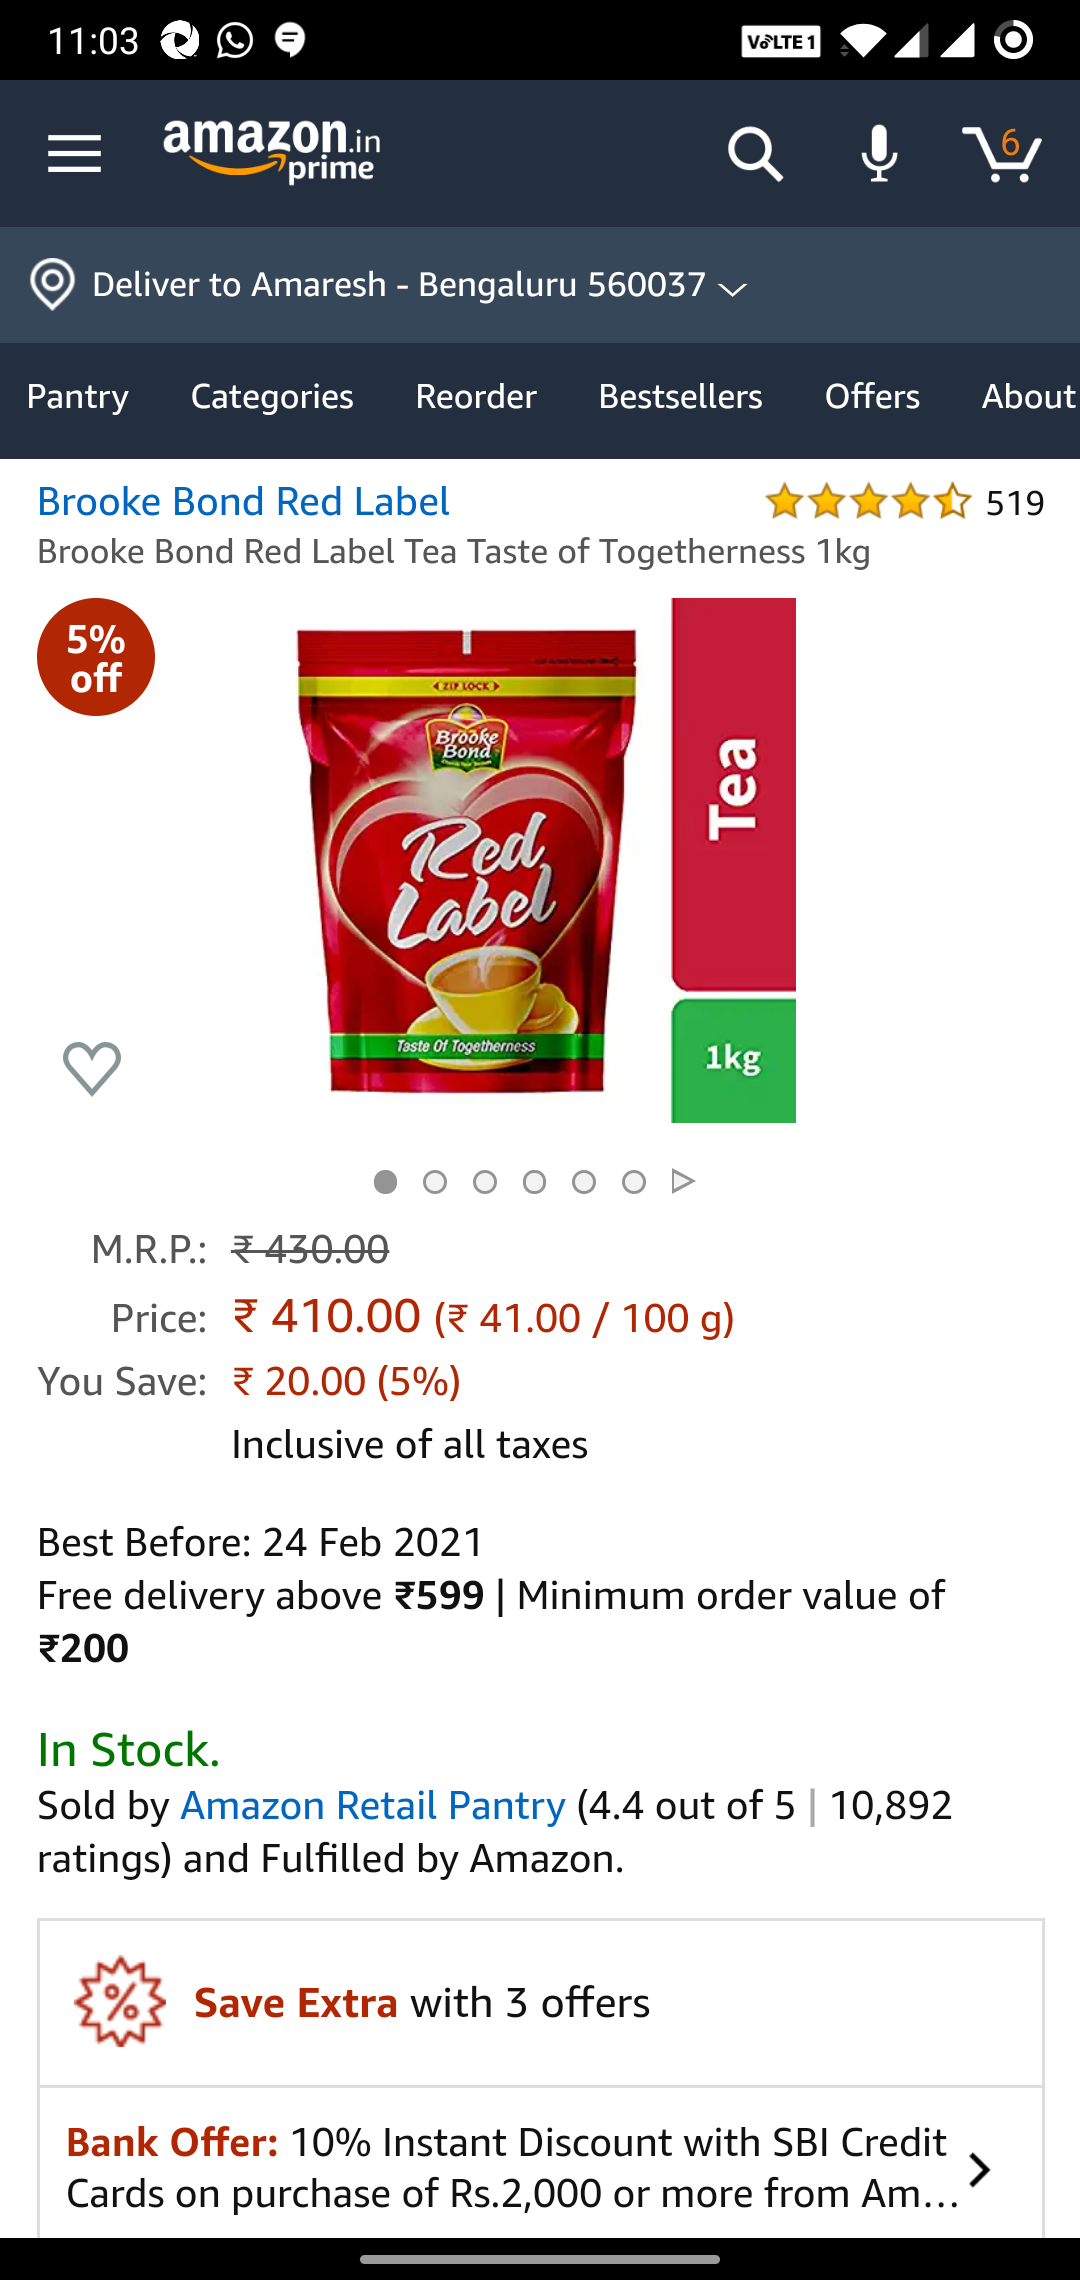 11:03
VoLTE 1
amazon.in
prime
6
Deliver to Amaresh - Bengaluru 560037
Pantry Categories Reorder Bestsellers Offers About
Brooke Bond Red Label 519
Brooke Bond Red Label Tea Taste of Togetherness 1kg
5%
off
ZIP LOCK
Brooke
Bond
Red
Label
Taste Of Togetherness
Tea
1kg
M.R.P.: ₹ 430.00
Price: ₹ 410.00 (₹ 41.00 / 100 g)
You Save: ₹ 20.00 (5%)
Inclusive of all taxes
Best Before: 24 Feb 2021
Free delivery above ₹599 | Minimum order value of
₹200
In Stock.
Sold by Amazon Retail Pantry (4.4 out of 5 | 10,892
ratings) and Fulfilled by Amazon.
% Save Extra with 3 offers
Bank Offer: 10% Instant Discount with SBI Credit
Cards on purchase of Rs.2,000 or more from Am...